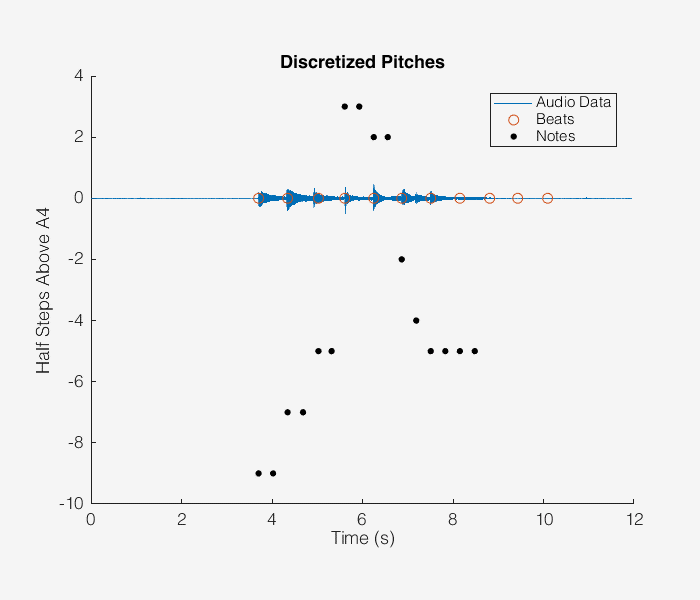 Discretized Pitches
4
2
0
-2
-4
-6
-8
-10
Half Steps Above A4
Audio Data
Beats
Notes
0 2 4 6 8 10 12
Time (s)